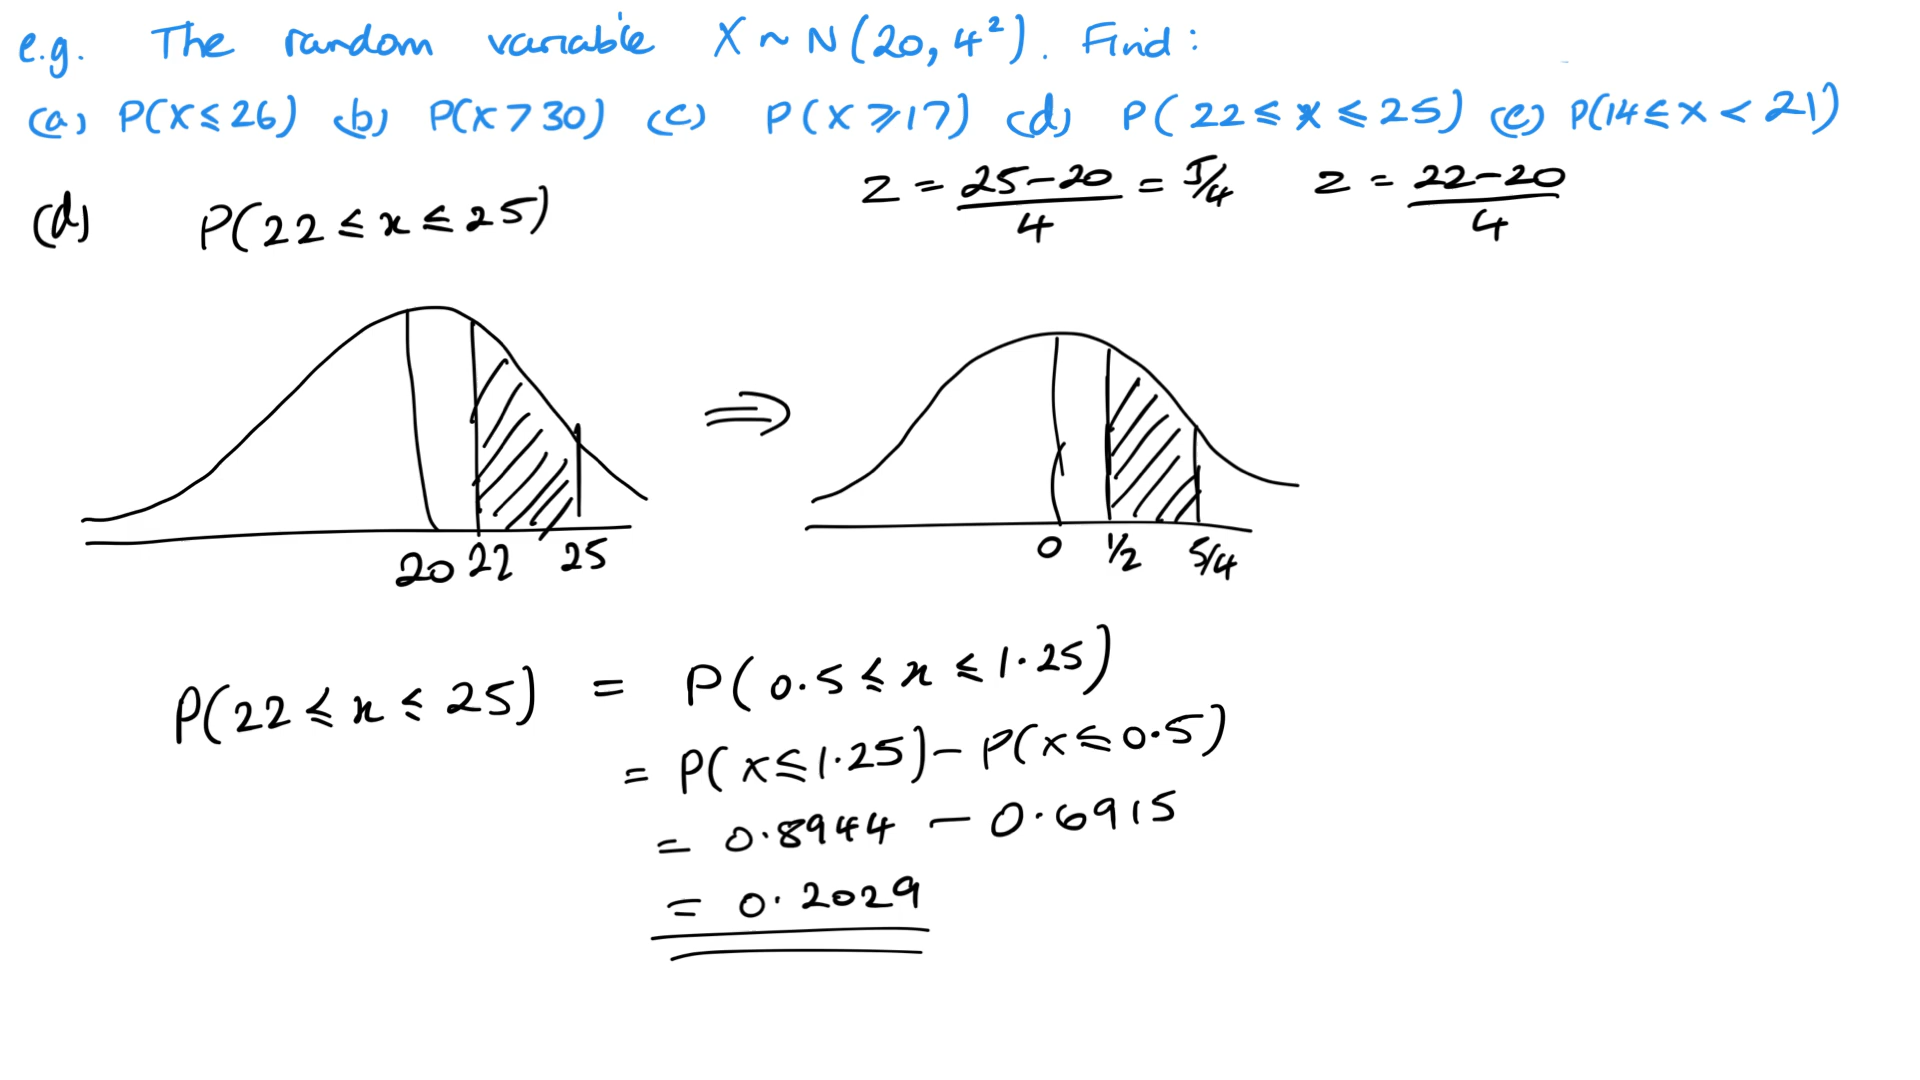 e.g. The random variable X ~ N(20, 4²). Find:
(a) P(X ≤ 26) (b) P(X > 30) (c) P(X ≥ 17) (d) P(22 ≤ X ≤ 25) (e) P(14 ≤ X < 21)
z = 25-20/4 = 5/4 z = 22-20/4
(d) P(22 ≤ x ≤ 25)
⇒
20 22 25 0 1/2 5/4
P(22 ≤ x ≤ 25) = P(0.5 ≤ x ≤ 1.25)
= P(X ≤ 1.25) - P(X ≤ 0.5)
= 0.8944 - 0.6915
= 0.2029